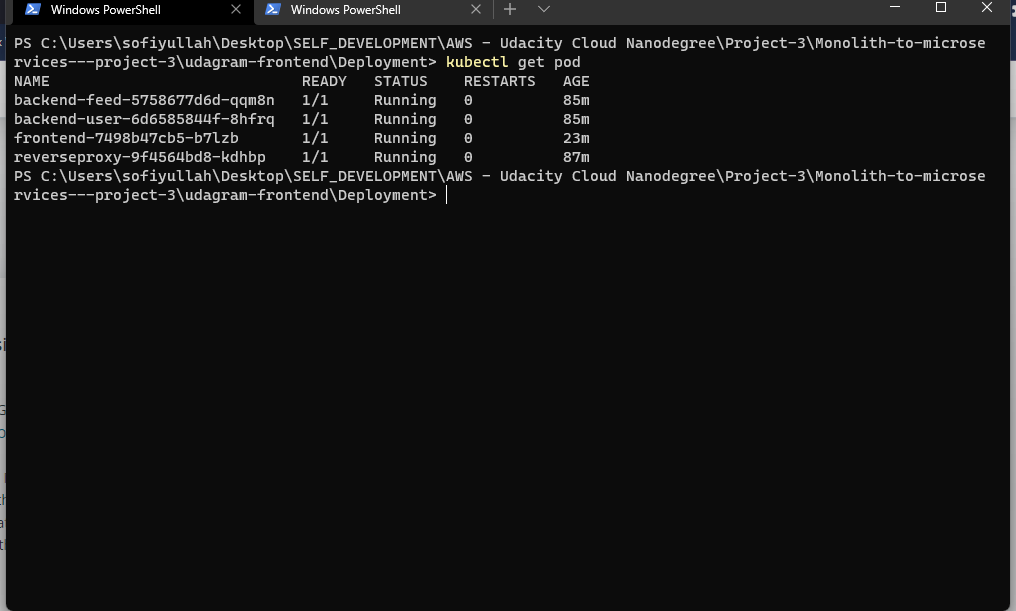 Windows PowerShell
Windows PowerShell
PS C:\Users\sofiyullah\Desktop\SELF_DEVELOPMENT\AWS - Udacity Cloud Nanodegree\Project-3\Monolith-to-microse
rvices---project-3\udagram-frontend\Deployment> kubectl get pod
NAME READY STATUS RESTARTS AGE
backend-feed-5758677d6d-qqm8n 1/1 Running 0 85m
backend-user-6d6585844f-8hfrq 1/1 Running 0 85m
frontend-7498b47cb5-b7lzb 1/1 Running 0 23m
reverseproxy-9f4564bd8-kdhbp 1/1 Running 0 87m
PS C:\Users\sofiyullah\Desktop\SELF_DEVELOPMENT\AWS - Udacity Cloud Nanodegree\Project-3\Monolith-to-microse
rvices---project-3\udagram-frontend\Deployment>